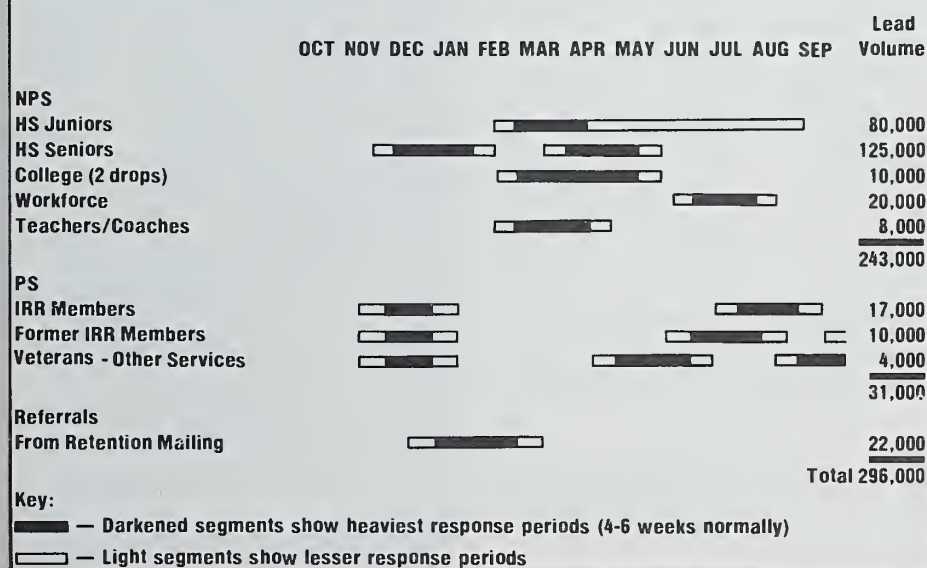 Lead
OCT NOV DEC JAN FEB MAR APR MAY JUN JUL AUG SEP Volume
NPS
HS Juniors 80,000
HS Seniors 125,000
College (2 drops) 10,000
Workforce 20,000
Teachers/Coaches 8,000
243,000
PS
IRR Members 17,000
Former IRR Members 10,000
Veterans - Other Services 4,000
31,000
Referrals
From Retention Mailing 22,000
Total 296,000
Key:
— Darkened segments show heaviest response periods (4-6 weeks normally)
— Light segments show lesser response periods